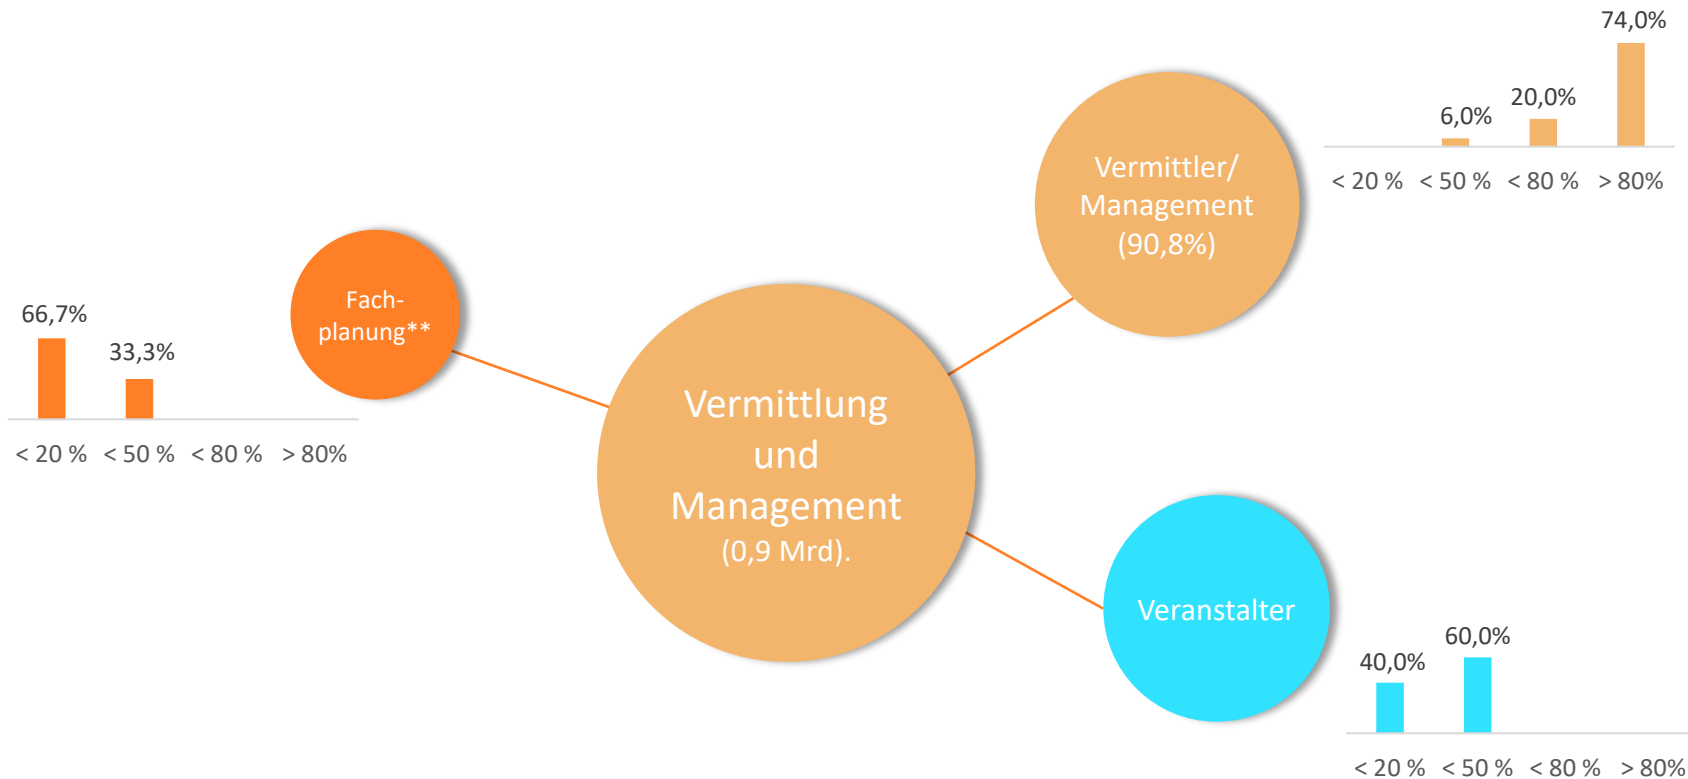 74,0%
20,0%
6,0%
< 20 % < 50 % < 80 % > 80%
Vermittler/
Management
(90,8%)
Fach-
planung**
66,7%
33,3%
< 20 % < 50 % < 80 % > 80%
Vermittlung
und
Management
(0,9 Mrd).
Veranstalter
60,0%
40,0%
< 20 % < 50 % < 80 % > 80%